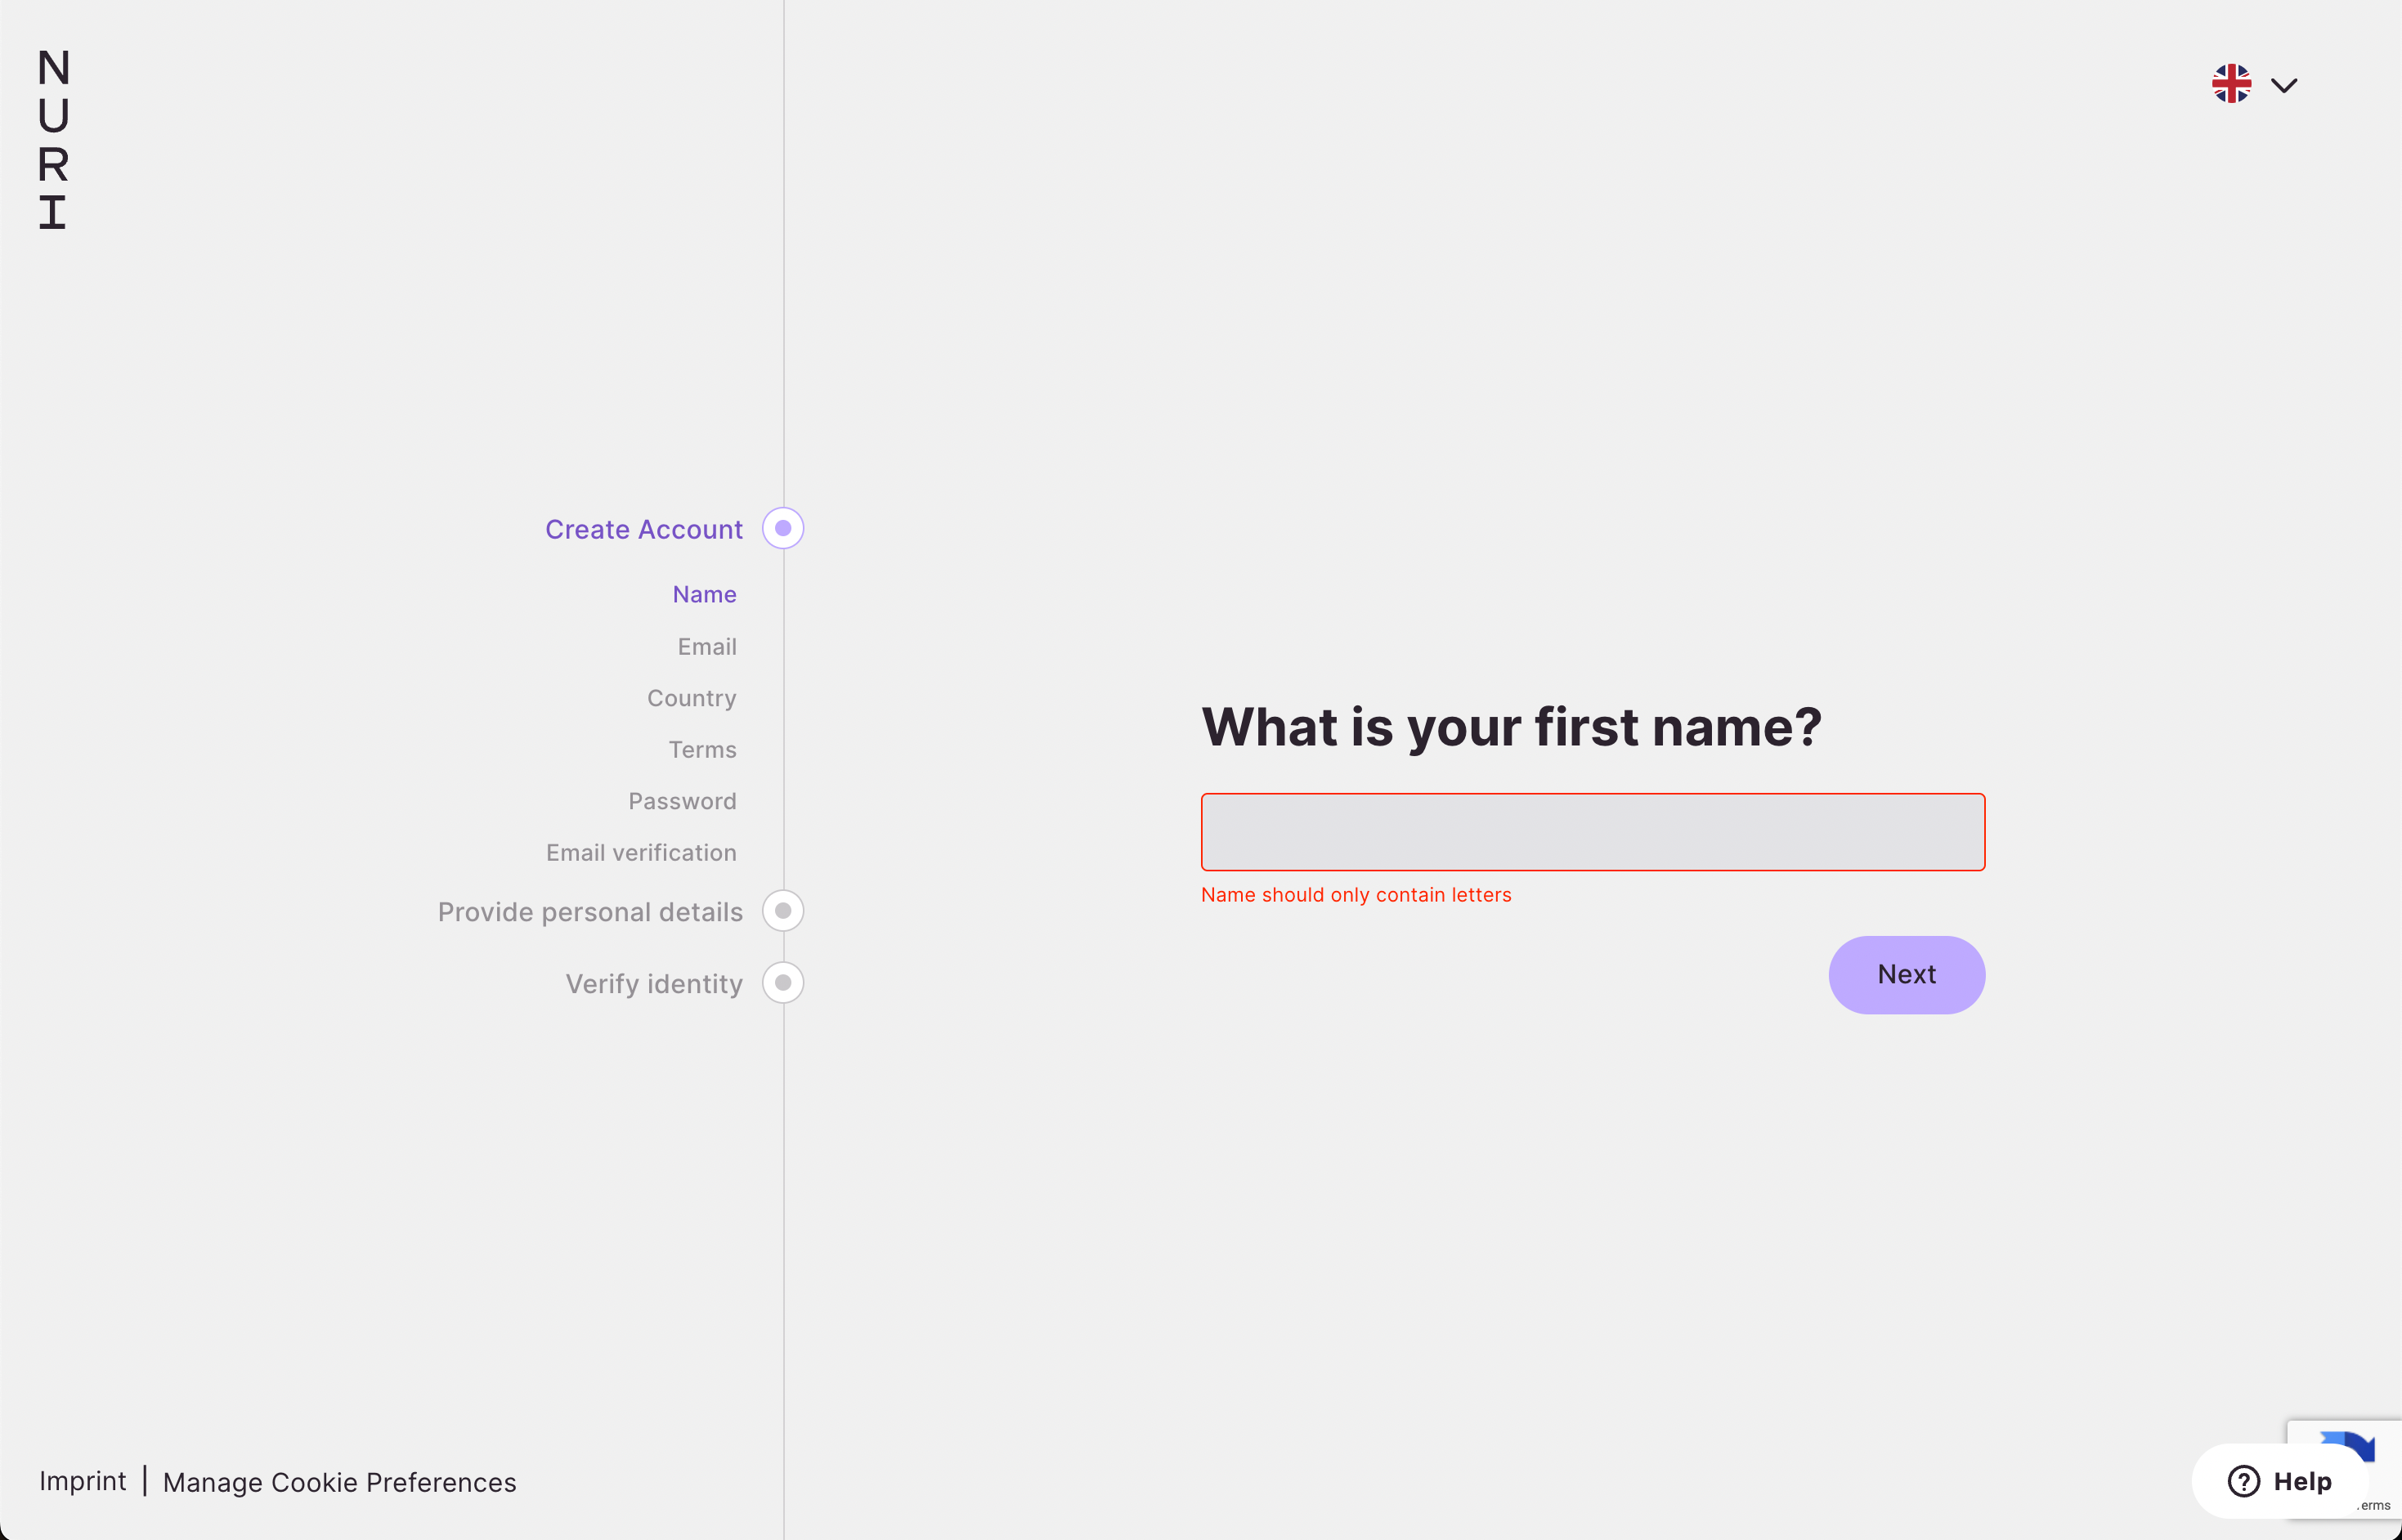 NURI
Create Account
Name
Email
Country
Terms
Password
Email verification
Provide personal details
Verify identity
What is your first name?
Name should only contain letters
Next
Imprint | Manage Cookie Preferences
Help